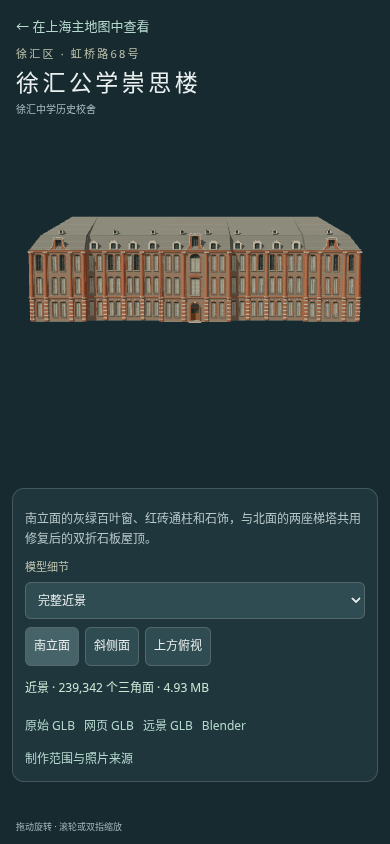 ← 在上海主地图中查看
徐汇区 · 虹桥路68号
徐汇公学崇思楼
徐汇中学历史校舍
南立面的灰绿百叶窗、红砖通柱和石饰，与北面的两座梯塔共用
修复后的双折石板屋顶。
模型细节
完整近景
南立面 斜侧面 上方俯视
近景 · 239,342 个三角面 · 4.93 MB
原始 GLB 网页 GLB 远景 GLB Blender
制作范围与照片来源
拖动旋转 · 滚轮或双指缩放